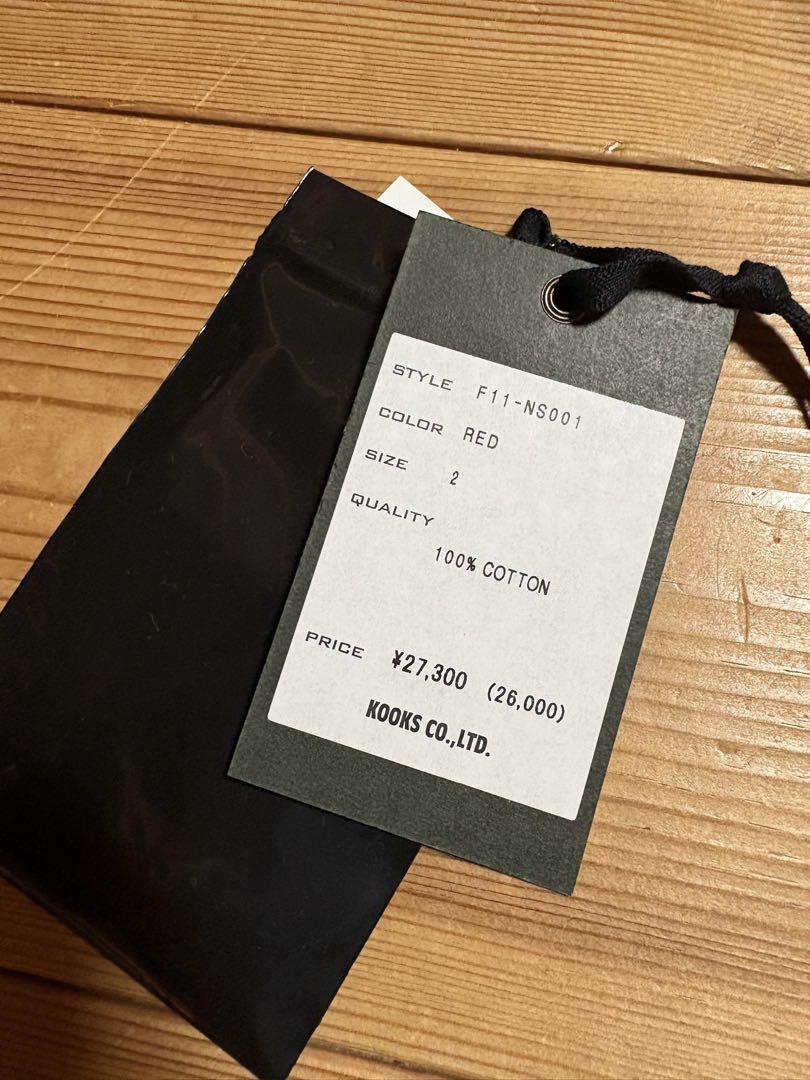 STYLE F11-NS001
COLOR RED
SIZE 2
QUALITY
100% COTTON
PRICE ¥27,300 (26,000)
KOOKS CO.,LTD.